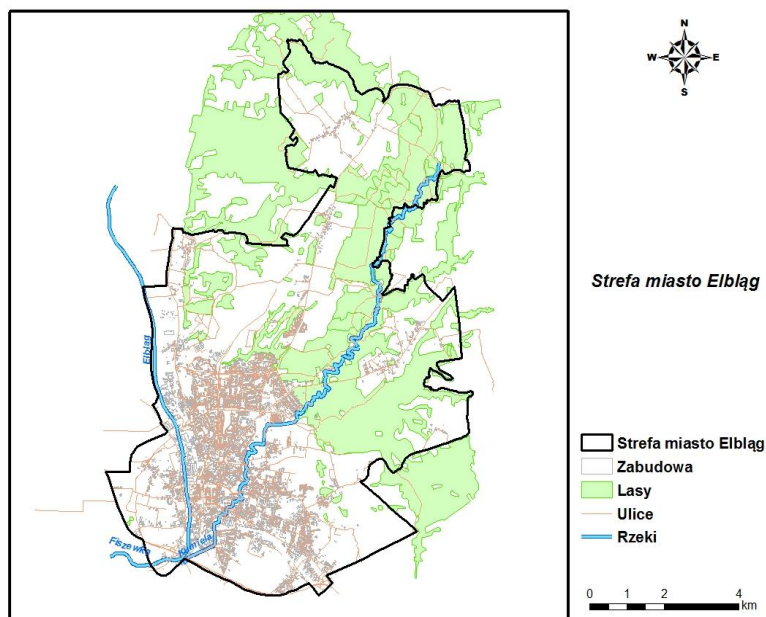 N
W E
S
Strefa miasto Elbląg
Elbląg
Fiszewka
Kumiela
Strefa miasto Elbląg
Zabudowa
Lasy
Ulice
Rzeki
0 1 2 4
km